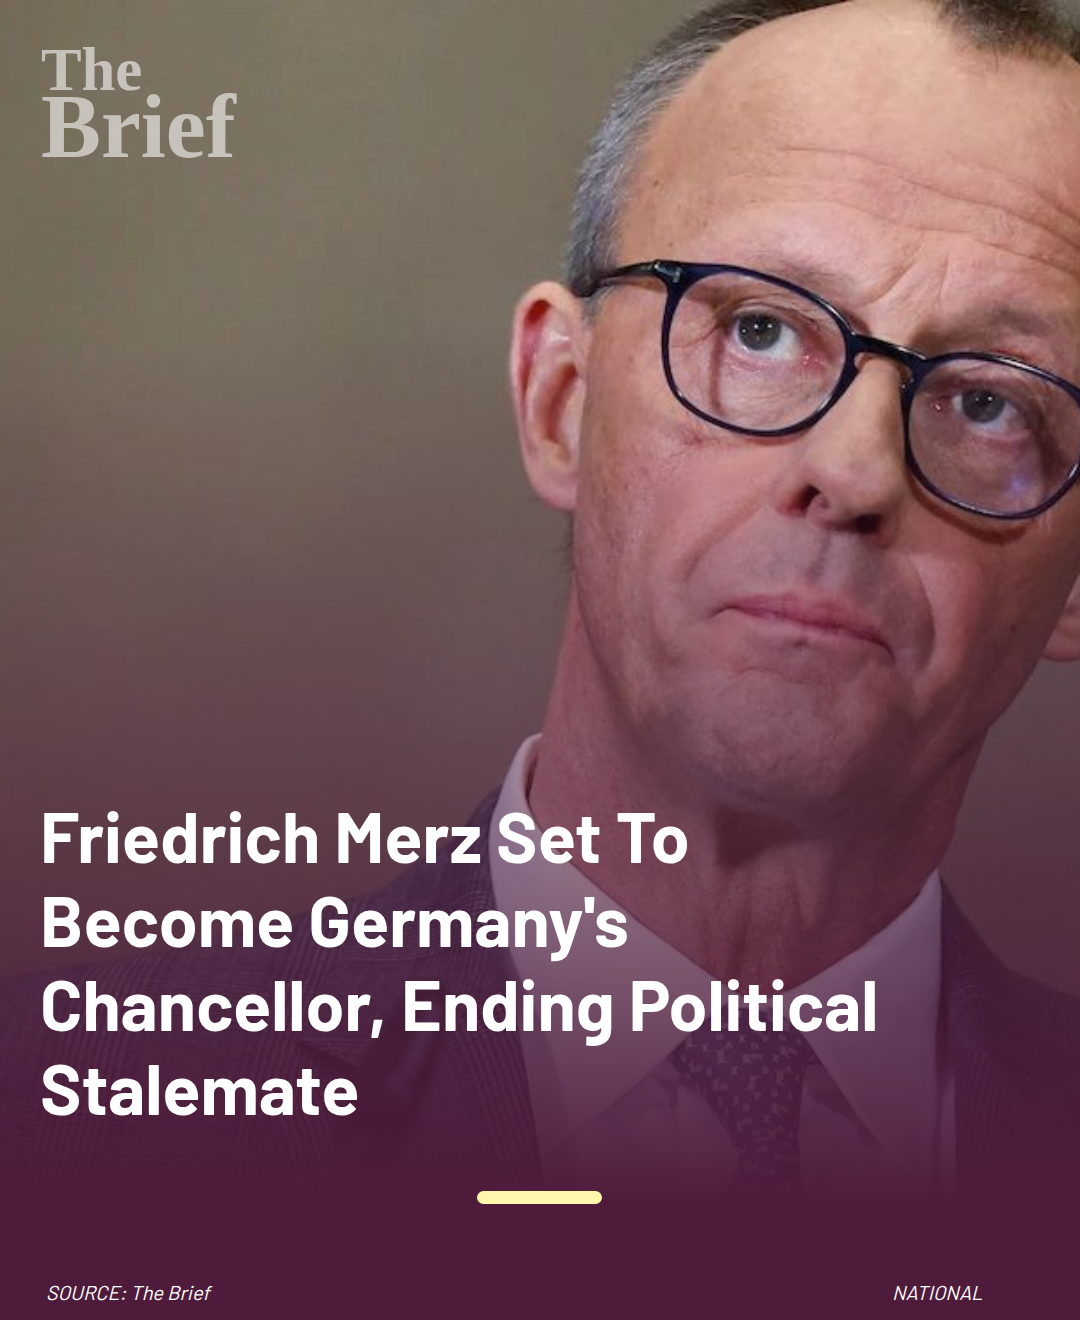 The
Brief
Friedrich Merz Set To
Become Germany's
Chancellor, Ending Political
Stalemate
SOURCE: The Brief
NATIONAL